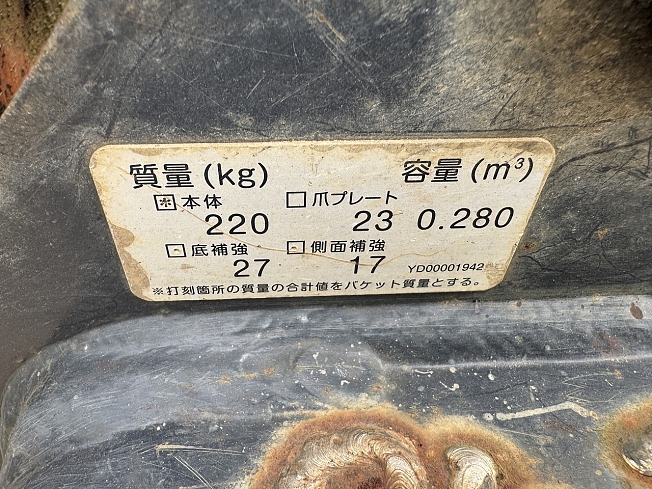 質量(kg) 容量(m³)
※本体 □爪プレート
220 23 0.280
□底補強 □側面補強
27 17 YD00001942
※打刻箇所の質量の合計値をバケット質量とする。